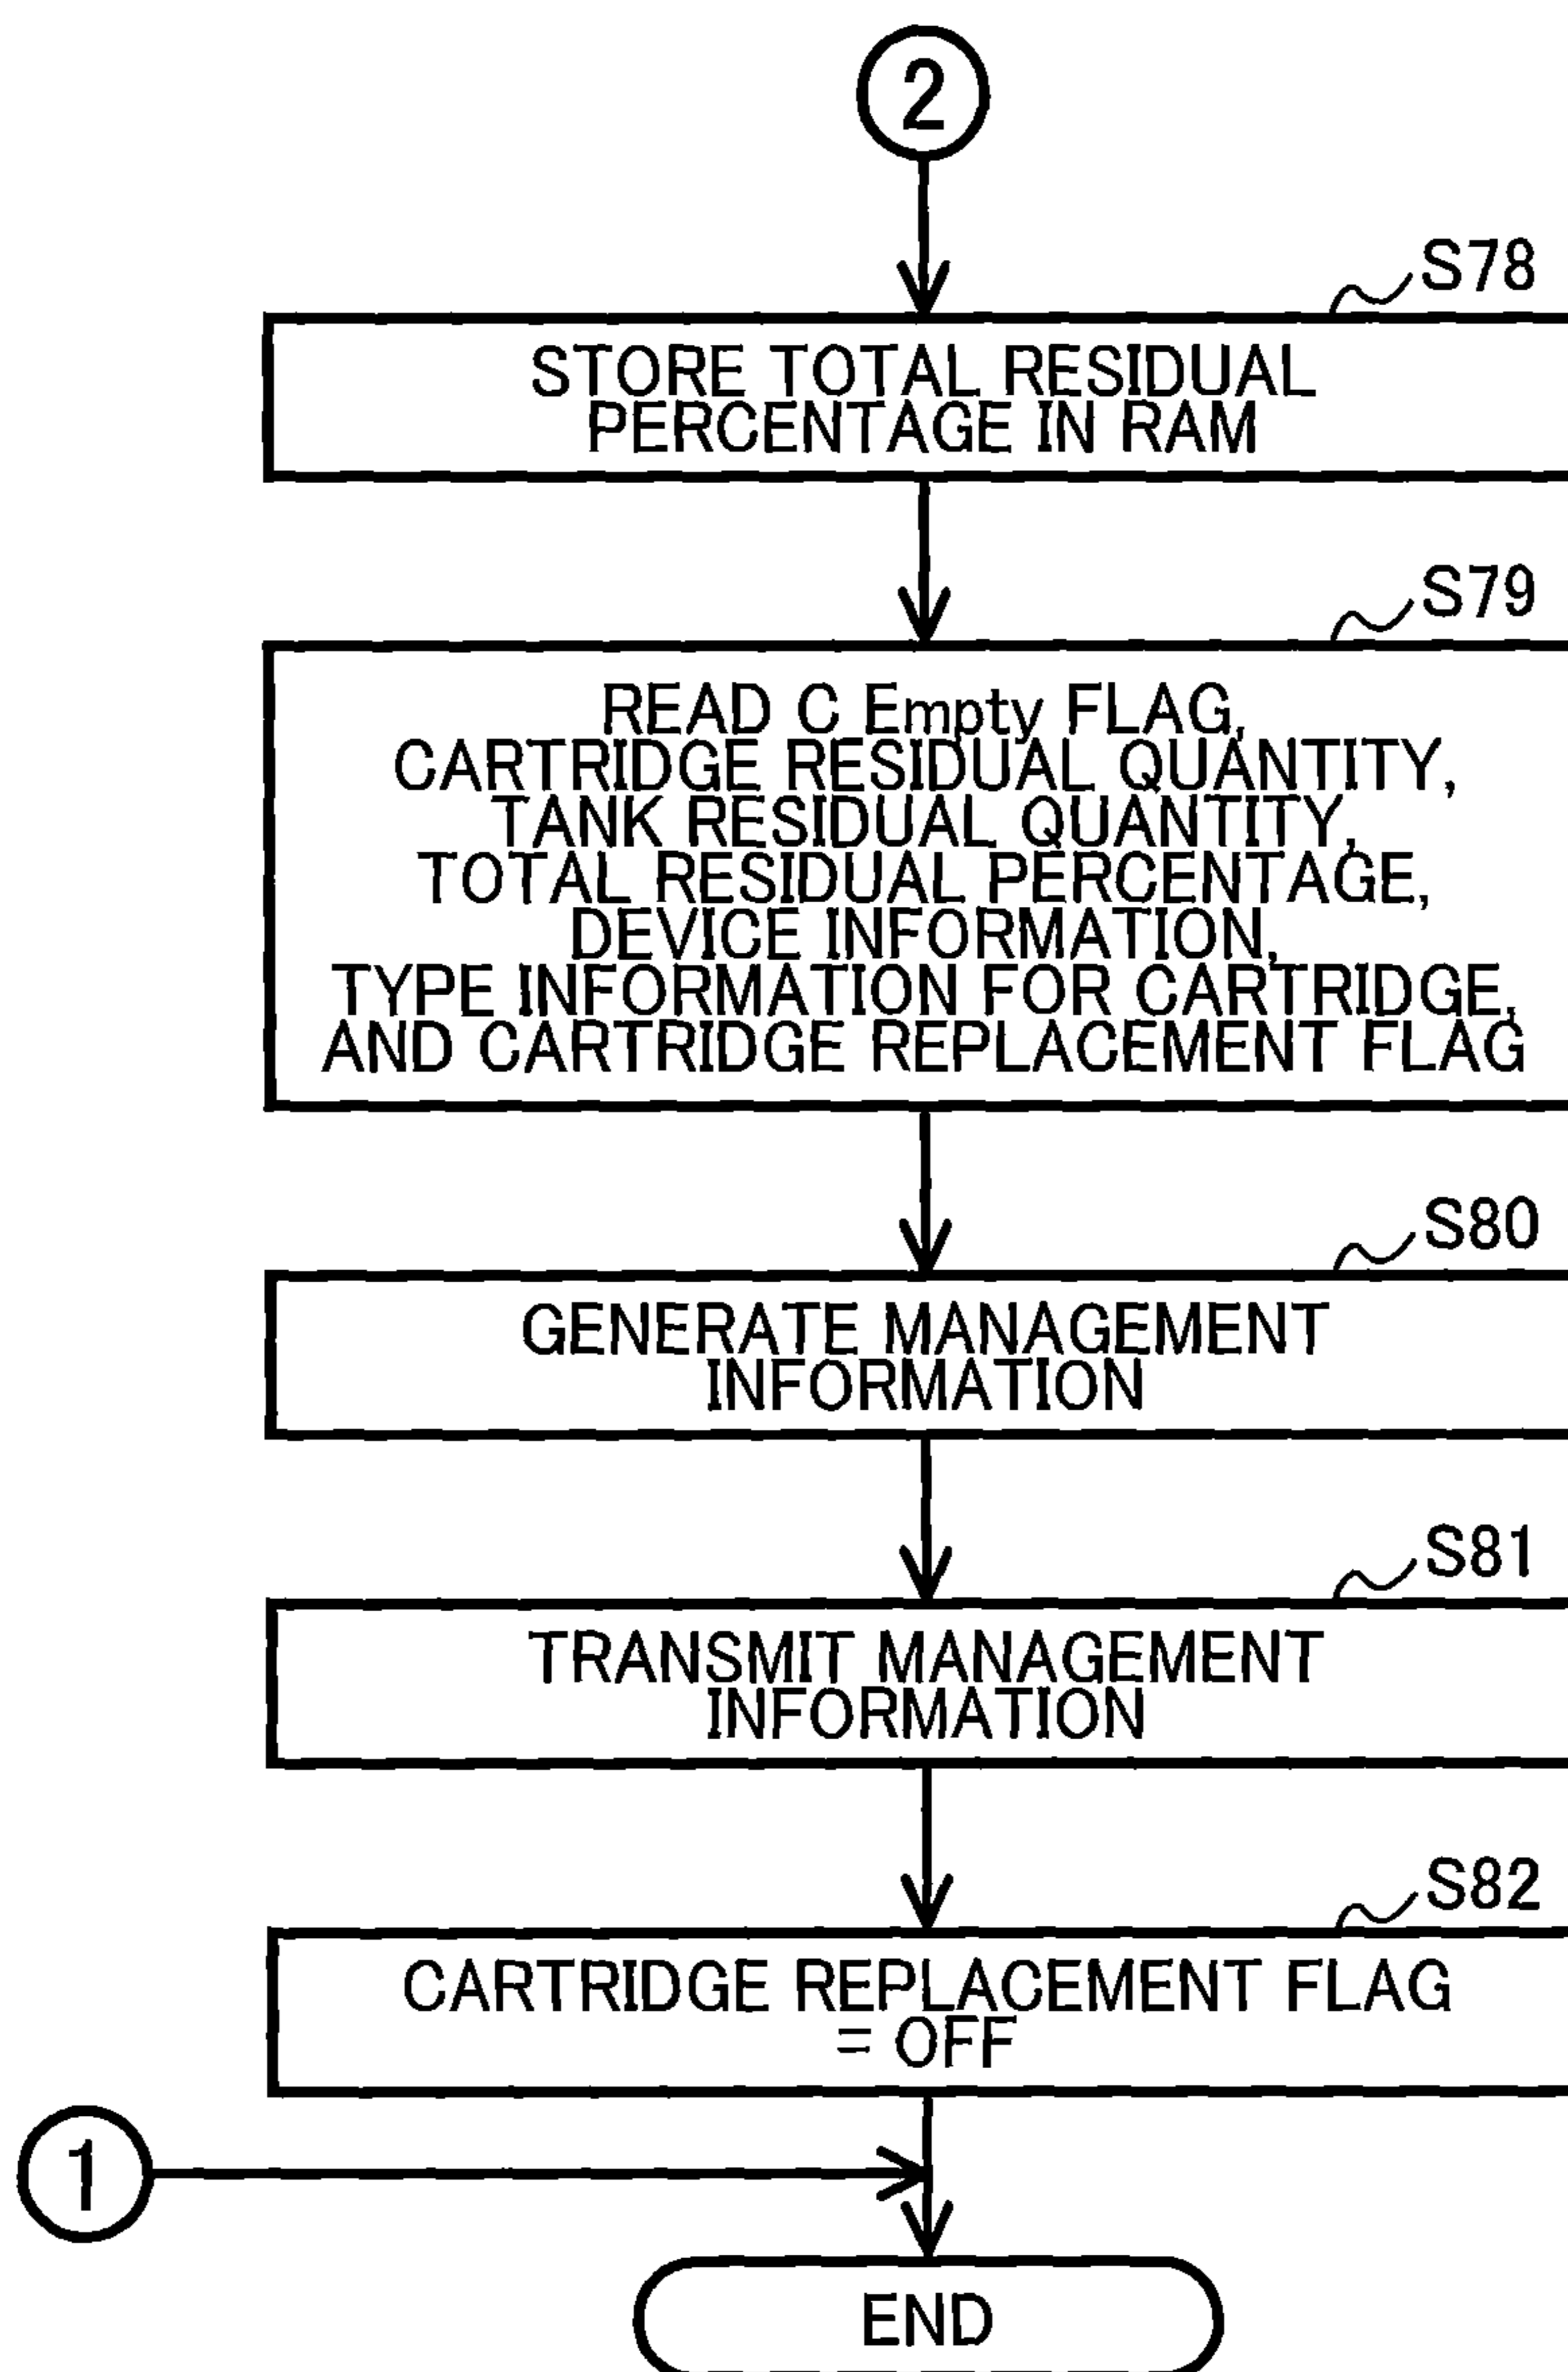 2
S78
STORE TOTAL RESIDUAL
PERCENTAGE IN RAM
S79
READ C Empty FLAG,
CARTRIDGE RESIDUAL QUANTITY,
TANK RESIDUAL QUANTITY,
TOTAL RESIDUAL PERCENTAGE,
DEVICE INFORMATION,
TYPE INFORMATION FOR CARTRIDGE,
AND CARTRIDGE REPLACEMENT FLAG
S80
GENERATE MANAGEMENT
INFORMATION
S81
TRANSMIT MANAGEMENT
INFORMATION
S82
CARTRIDGE REPLACEMENT FLAG
= OFF
1
END